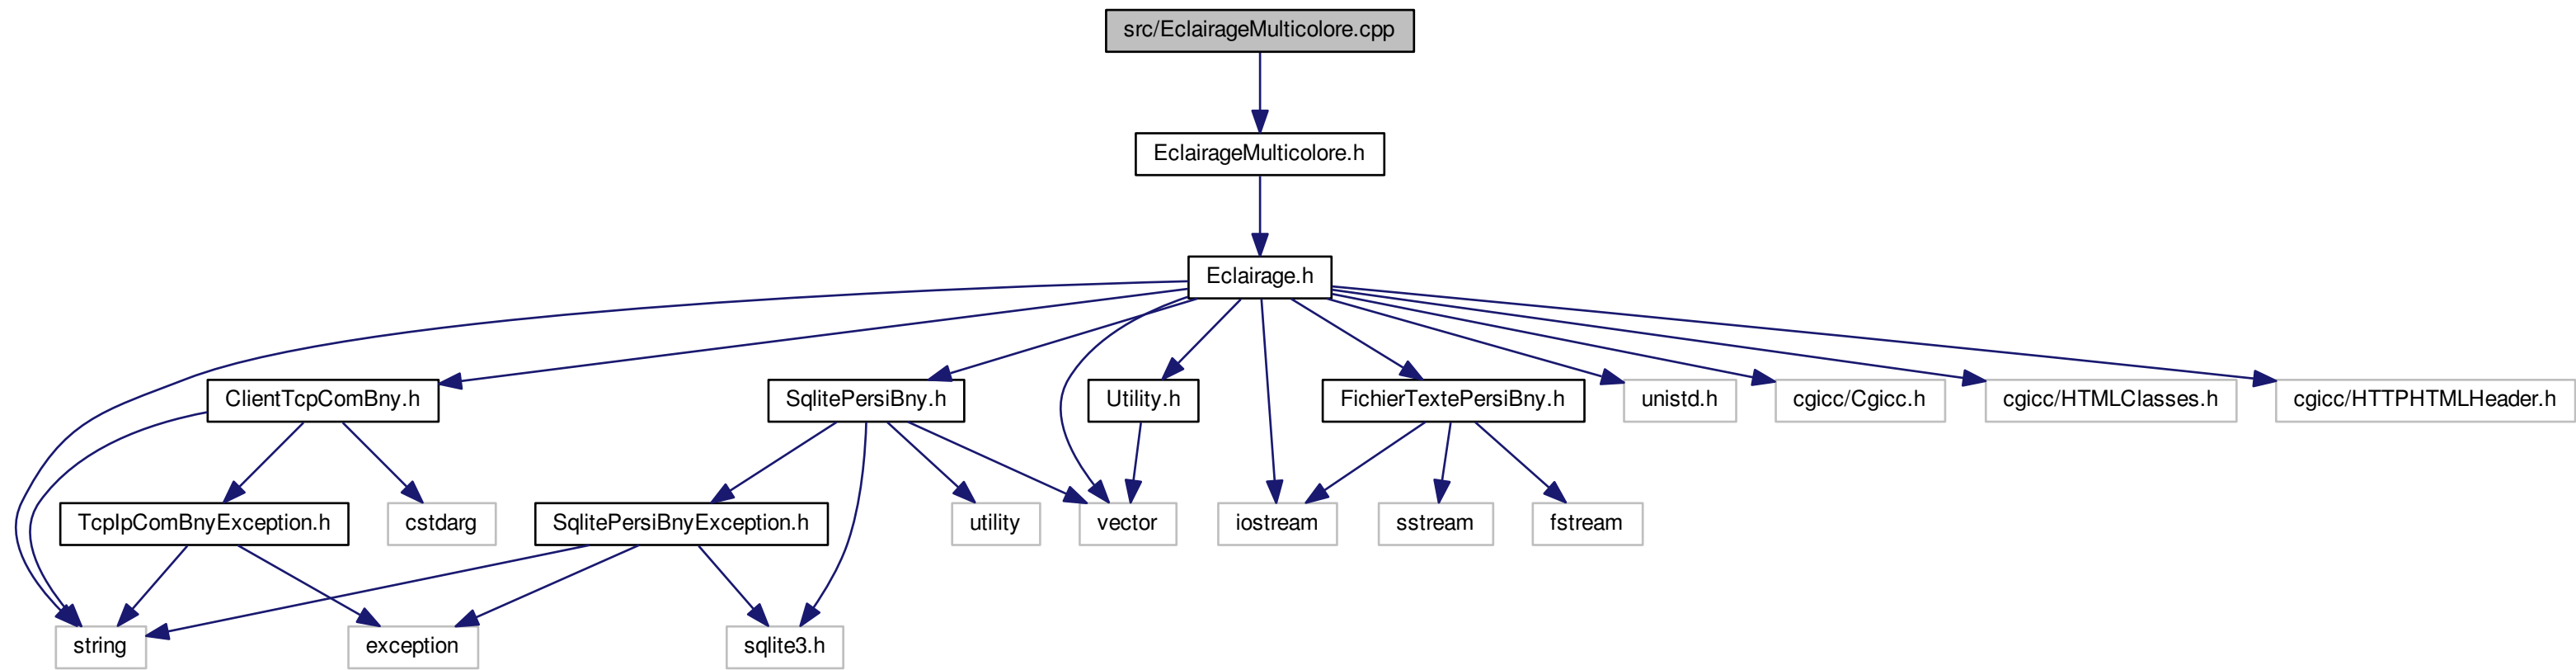 src/EclairageMulticolore.cpp
EclairageMulticolore.h
Eclairage.h
ClientTcpComBny.h
SqlitePersiBny.h
Utility.h
FichierTextePersiBny.h
unistd.h
cgicc/Cgicc.h
cgicc/HTMLClasses.h
cgicc/HTTPHTMLHeader.h
TcpIpComBnyException.h
cstdarg
SqlitePersiBnyException.h
utility
vector
iostream
sstream
fstream
string
exception
sqlite3.h